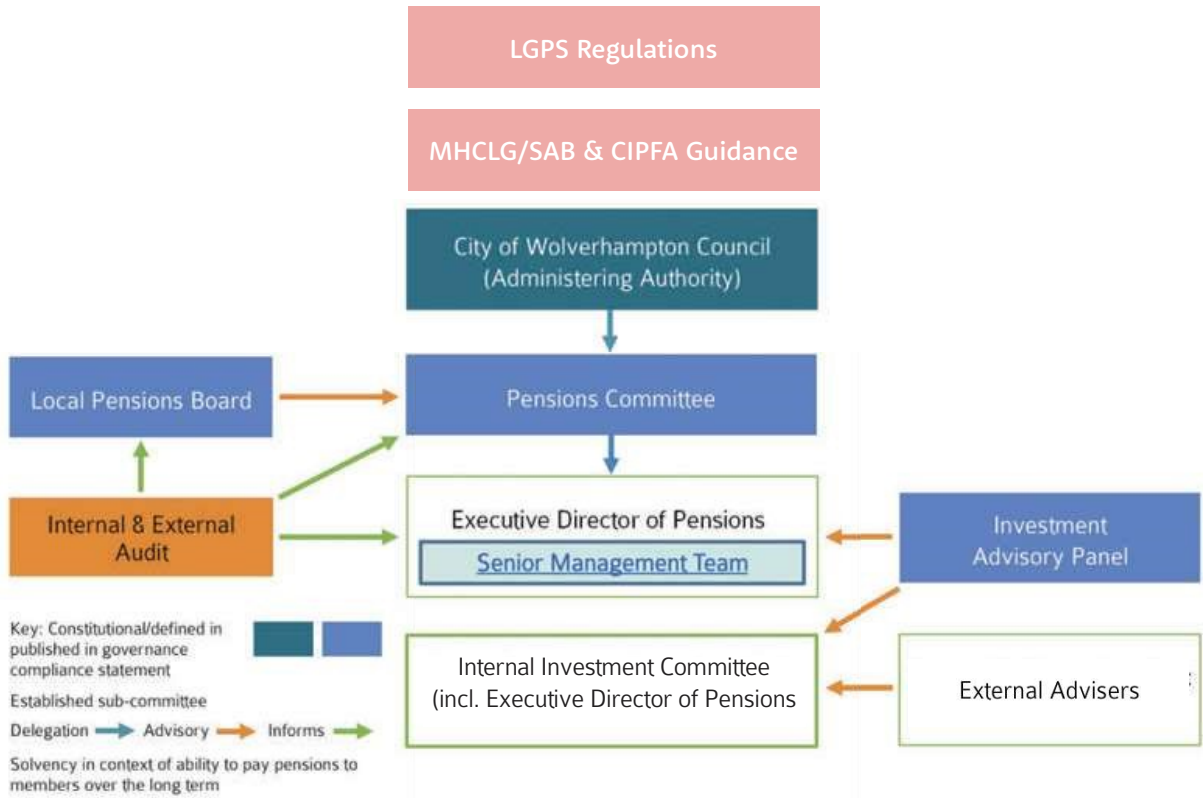 LGPS Regulations
MHCLG/SAB & CIPFA Guidance
City of Wolverhampton Council
(Administering Authority)
Local Pensions Board
Pensions Committee
Internal & External
Audit
Executive Director of Pensions
Senior Management Team
Investment
Advisory Panel
Key: Constitutional/defined in
published in governance
compliance statement
Established sub-committee
Delegation Advisory Informs
Solvency in context of ability to pay pensions to
members over the long term
Internal Investment Committee
(incl. Executive Director of Pensions
External Advisers